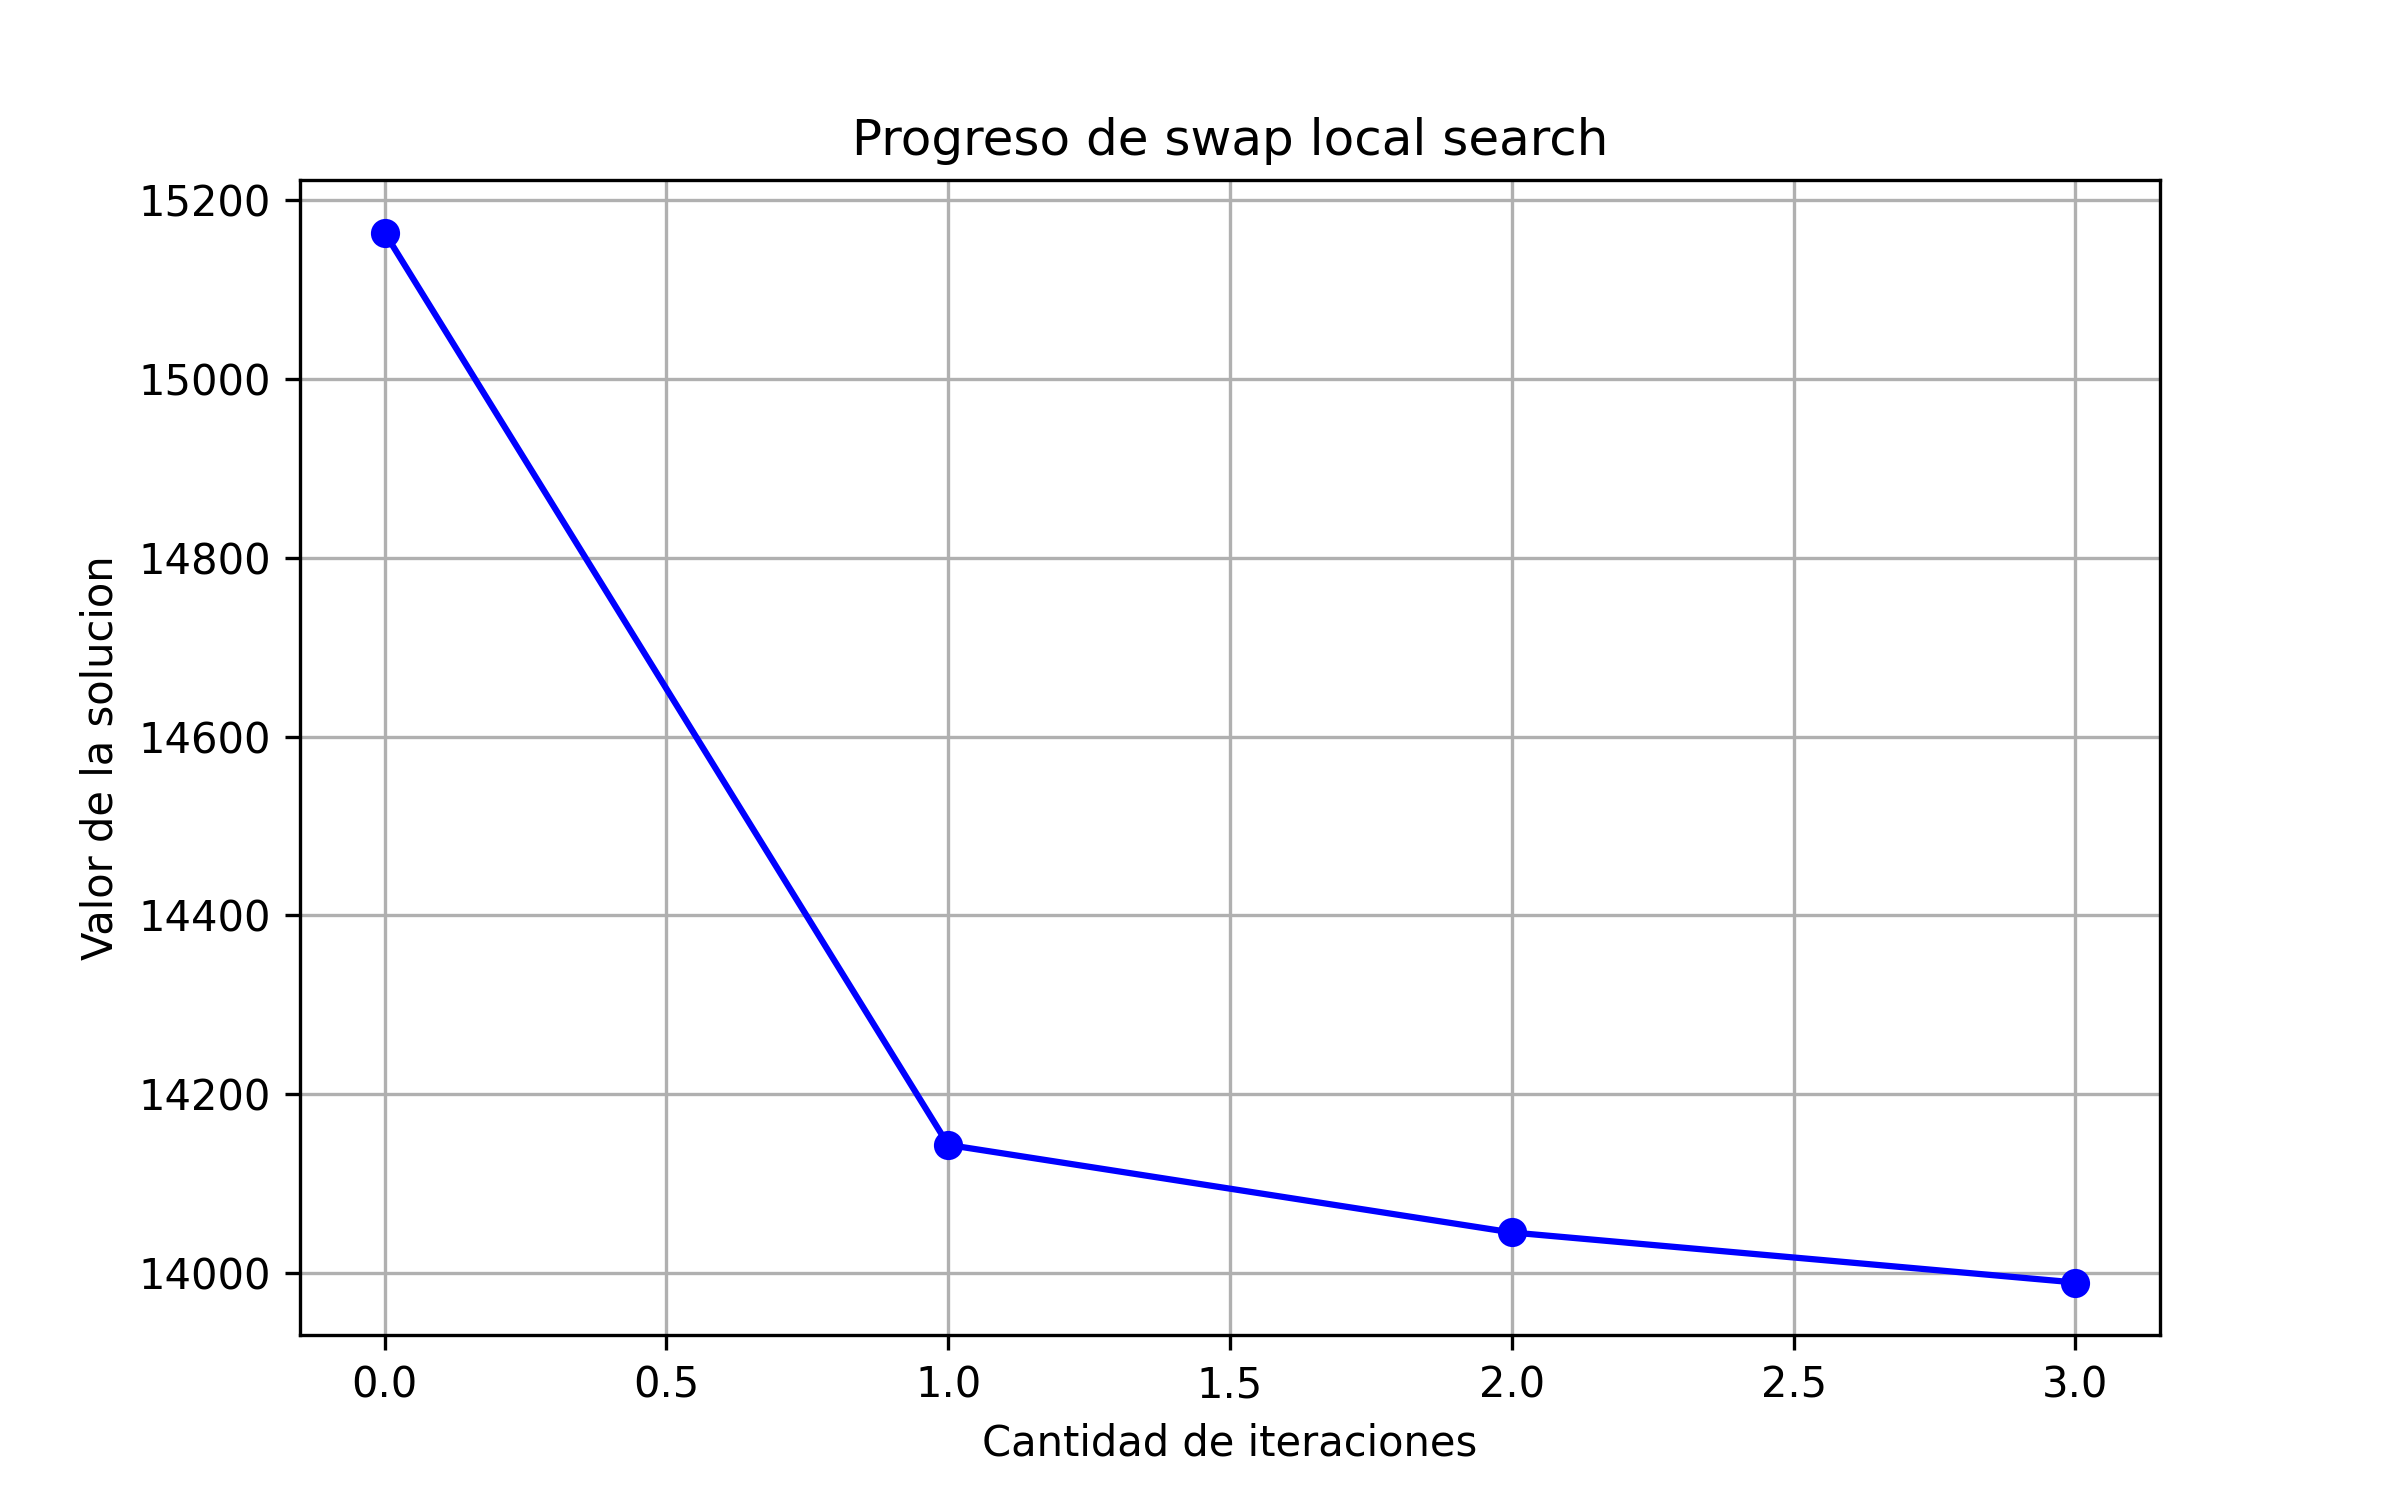 Progreso de swap local search
Valor de la solucion
15200
15000
14800
14600
14400
14200
14000
0.0 0.5 1.0 1.5 2.0 2.5 3.0
Cantidad de iteraciones